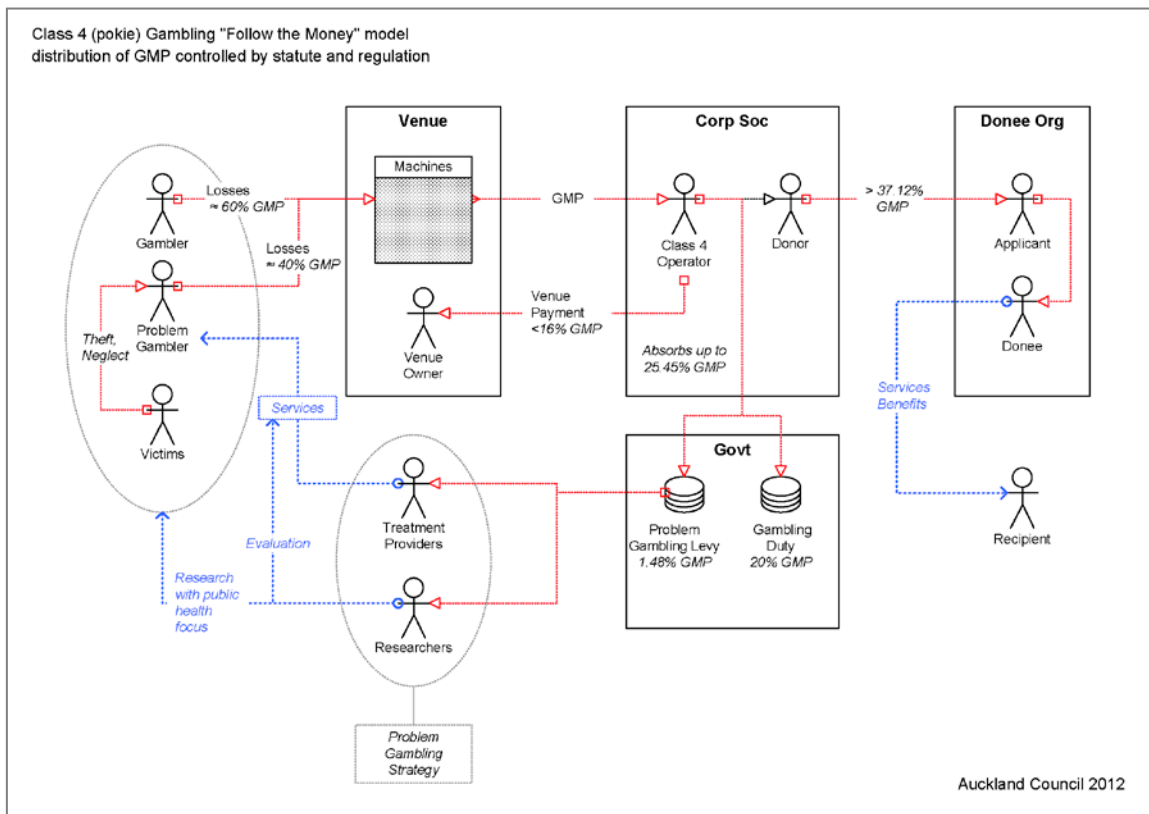 Class 4 (pokie) Gambling "Follow the Money" model
distribution of GMP controlled by statute and regulation
Venue
Corp Soc
Donee Org
Machines
Losses
≈ 60% GMP
Gambler
Losses
≈ 40% GMP
Problem
Gambler
Theft,
Neglect
Victims
GMP
Class 4
Operator
Donor
> 37.12%
GMP
Applicant
Donee
Venue
Payment
<16% GMP
Venue
Owner
Absorbs up to
25.45% GMP
Services
Benefits
Services
Govt
Problem
Gambling Levy
1.48% GMP
Gambling
Duty
20% GMP
Recipient
Treatment
Providers
Evaluation
Research
with public
health
focus
Researchers
Problem
Gambling
Strategy
Auckland Council 2012